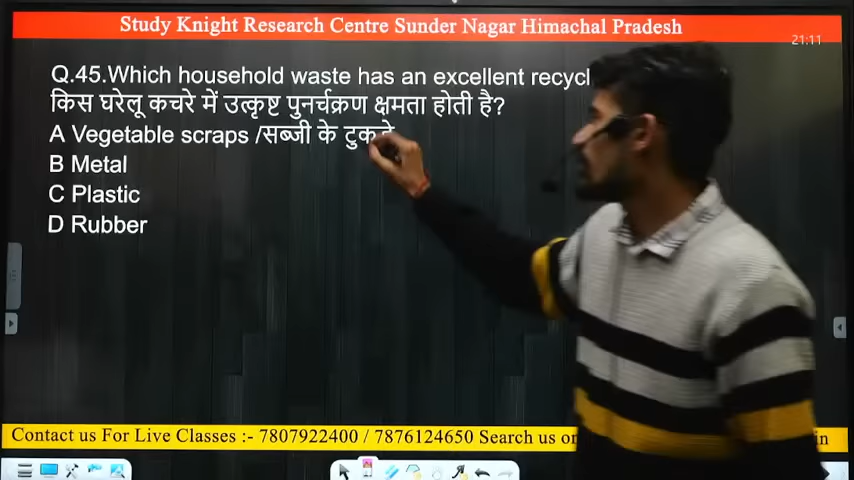 Study Knight Research Centre Sunder Nagar Himachal Pradesh
21:11
Q.45.Which household waste has an excellent recycl
किस घरेलू कचरे में उत्कृष्ट पुनर्चक्रण क्षमता होती है?
A Vegetable scraps /सब्जी के टुकड़े
B Metal
C Plastic
D Rubber
Contact us For Live Classes :- 7807922400 / 7876124650 Search us on
in